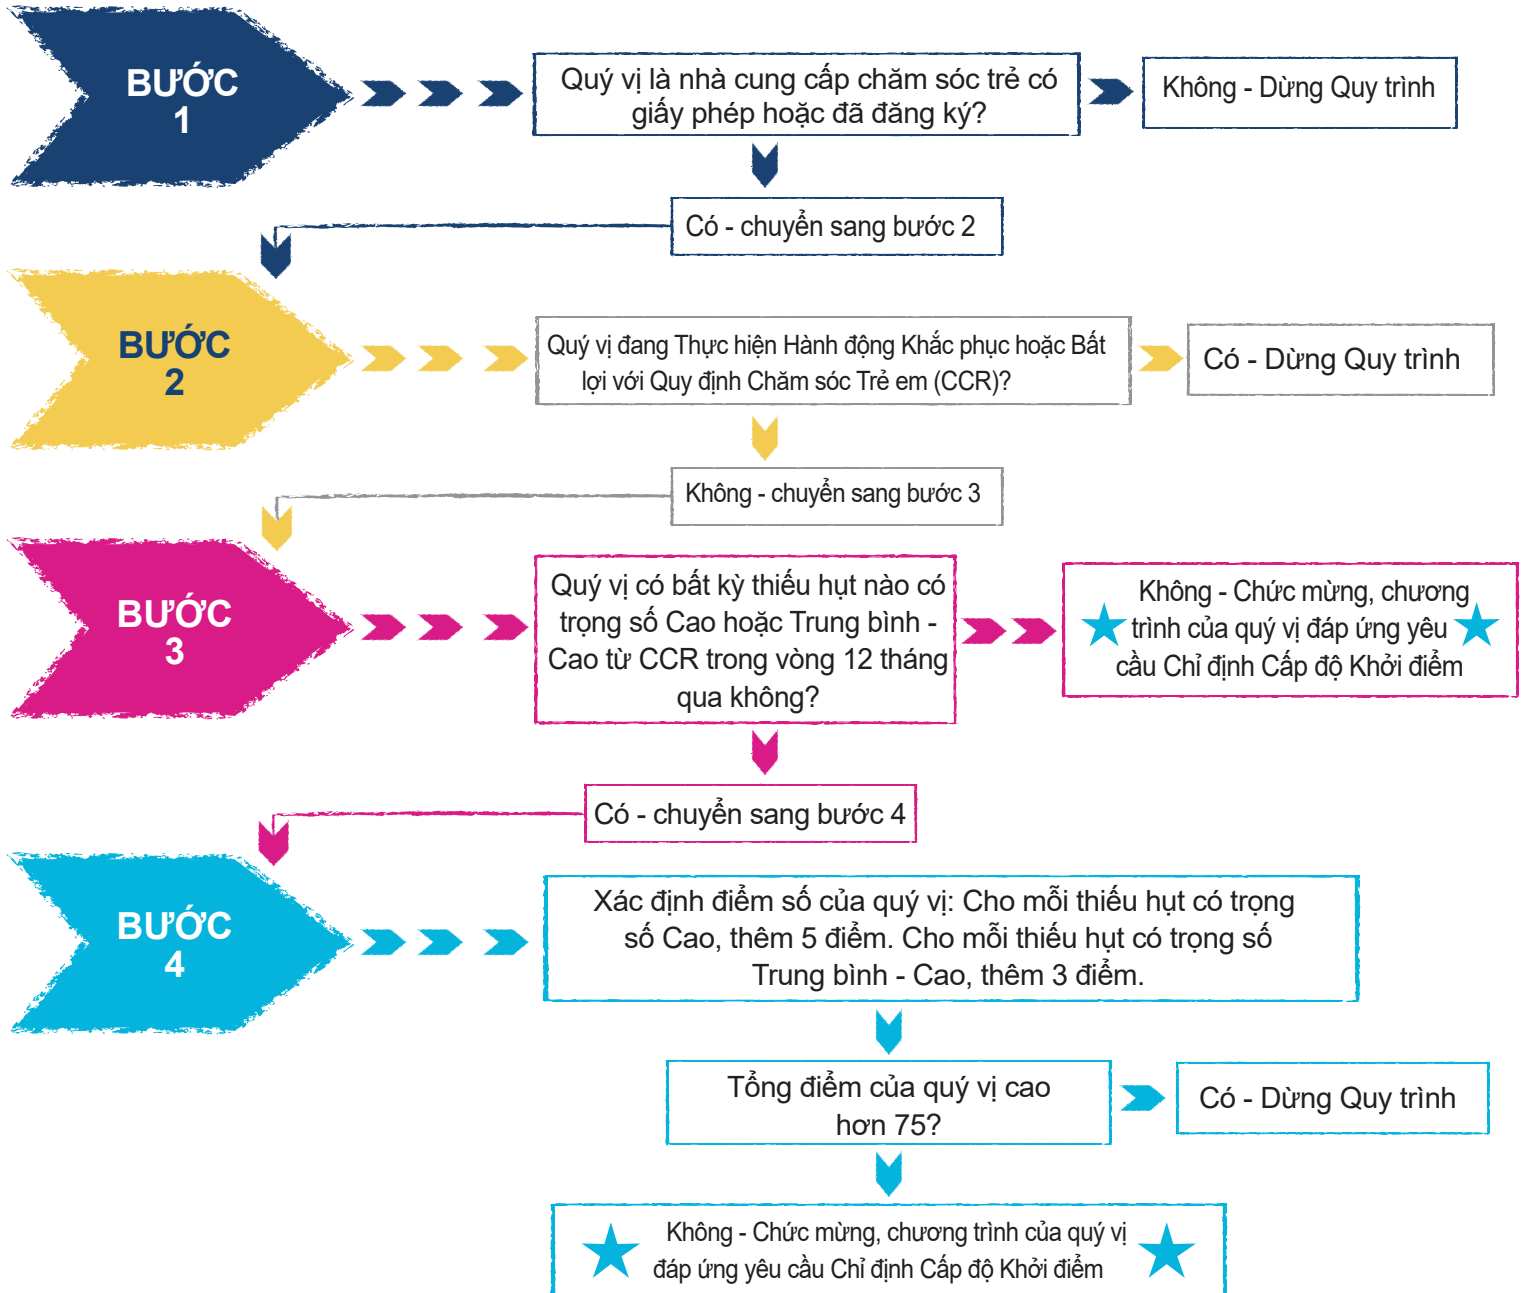 BƯỚC
1
Quý vị là nhà cung cấp chăm sóc trẻ có
giấy phép hoặc đã đăng ký?
Không - Dừng Quy trình
Có - chuyển sang bước 2
BƯỚC
2
Quý vị đang Thực hiện Hành động Khắc phục hoặc Bất
lợi với Quy định Chăm sóc Trẻ em (CCR)?
Có - Dừng Quy trình
Không - chuyển sang bước 3
BƯỚC
3
Quý vị có bất kỳ thiếu hụt nào có
trọng số Cao hoặc Trung bình -
Cao từ CCR trong vòng 12 tháng
qua không?
Không - Chức mừng, chương
trình của quý vị đáp ứng yêu
cầu Chỉ định Cấp độ Khởi điểm
Có - chuyển sang bước 4
BƯỚC
4
Xác định điểm số của quý vị: Cho mỗi thiếu hụt có trọng
số Cao, thêm 5 điểm. Cho mỗi thiếu hụt có trọng số
Trung bình - Cao, thêm 3 điểm.
Tổng điểm của quý vị cao
hơn 75?
Có - Dừng Quy trình
Không - Chức mừng, chương trình của quý vị
đáp ứng yêu cầu Chỉ định Cấp độ Khởi điểm